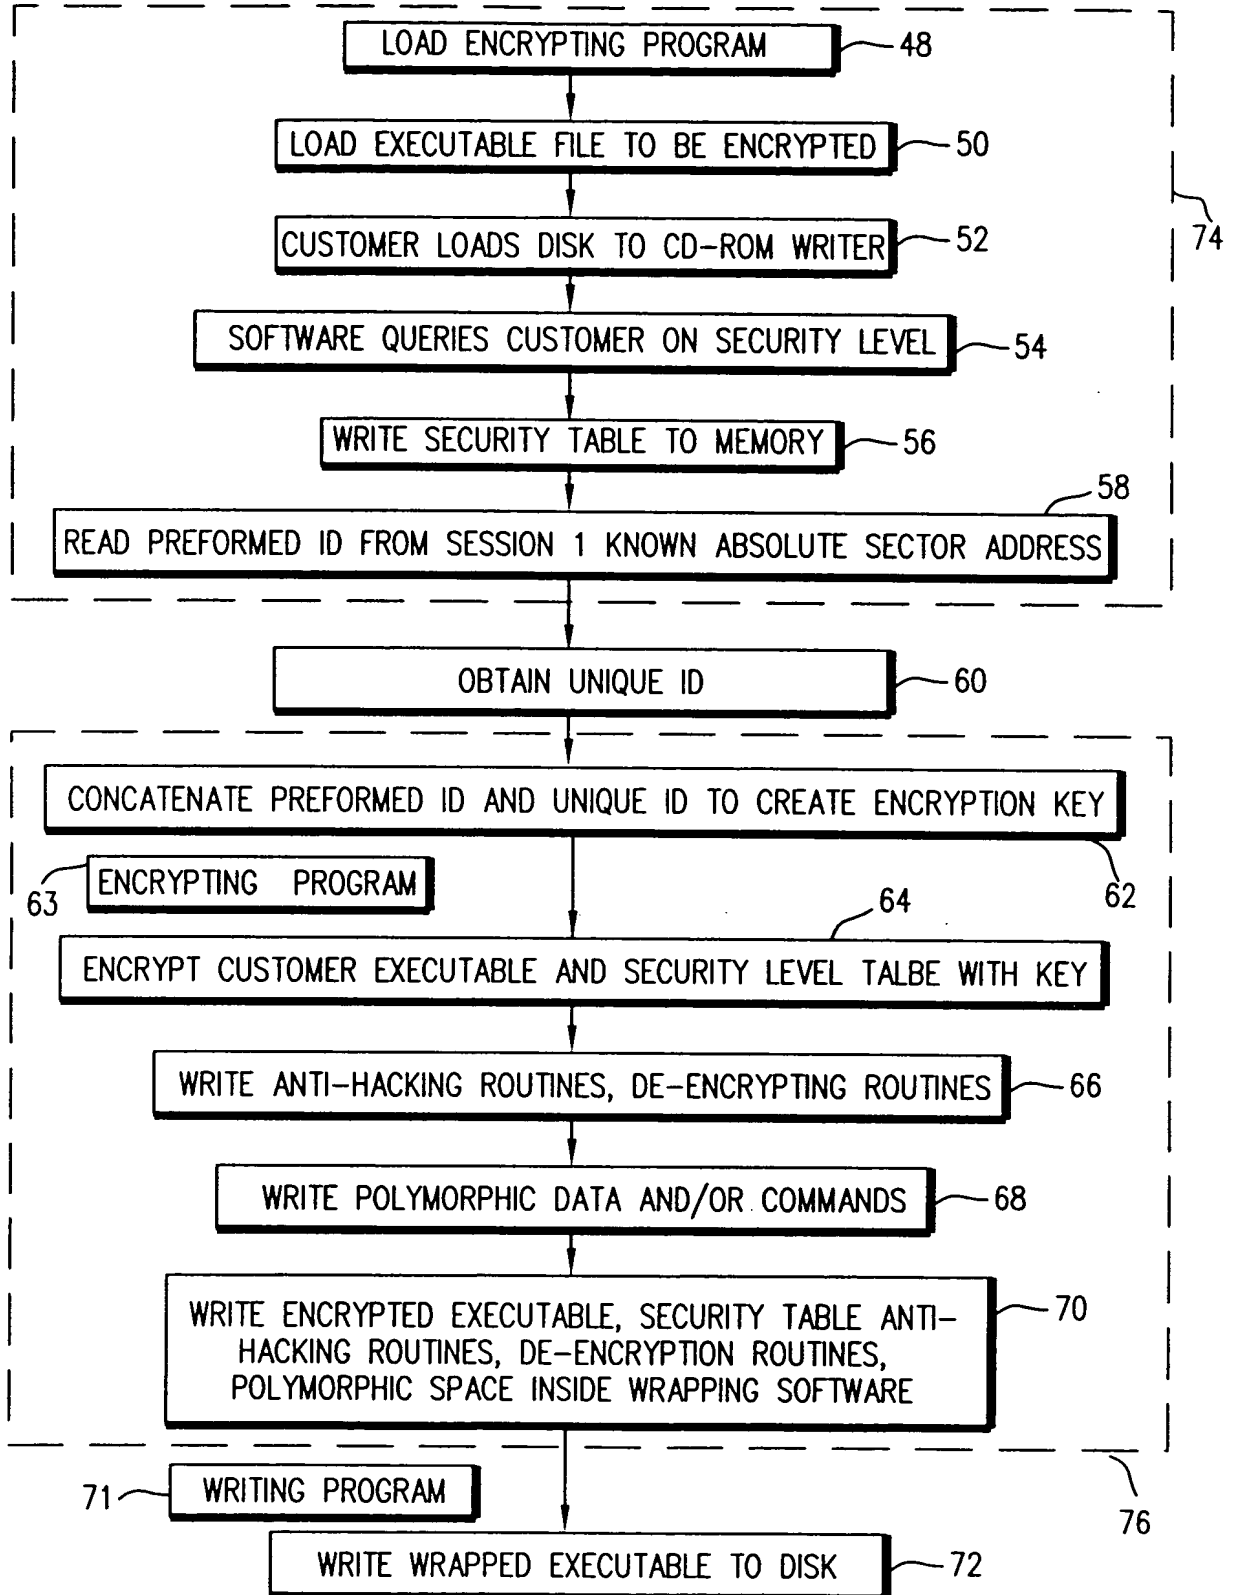 LOAD ENCRYPTING PROGRAM 48
LOAD EXECUTABLE FILE TO BE ENCRYPTED 50
CUSTOMER LOADS DISK TO CD-ROM WRITER 52
74
SOFTWARE QUERIES CUSTOMER ON SECURITY LEVEL 54
WRITE SECURITY TABLE TO MEMORY 56
58
READ PREFORMED ID FROM SESSION 1 KNOWN ABSOLUTE SECTOR ADDRESS
OBTAIN UNIQUE ID 60
CONCATENATE PREFORMED ID AND UNIQUE ID TO CREATE ENCRYPTION KEY
62
63 ENCRYPTING PROGRAM
64
ENCRYPT CUSTOMER EXECUTABLE AND SECURITY LEVEL TALBE WITH KEY
WRITE ANTI-HACKING ROUTINES, DE-ENCRYPTING ROUTINES 66
WRITE POLYMORPHIC DATA AND/OR COMMANDS 68
WRITE ENCRYPTED EXECUTABLE, SECURITY TABLE ANTI- 70
HACKING ROUTINES, DE-ENCRYPTION ROUTINES,
POLYMORPHIC SPACE INSIDE WRAPPING SOFTWARE
71 WRITING PROGRAM
76
WRITE WRAPPED EXECUTABLE TO DISK 72